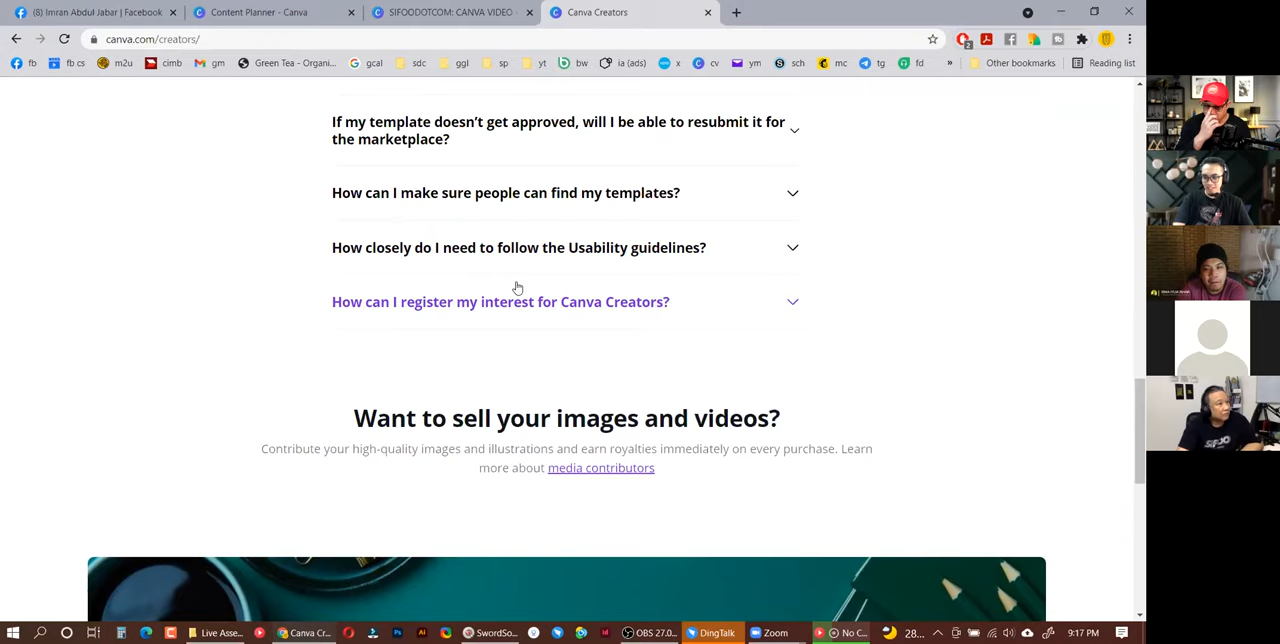 (8) Imran Abdul Jabar | Facebook
Content Planner - Canva
SIFOODOTCOM: CANVA VIDEO
Canva Creators
canva.com/creators/
2
fb
fb cs
m2u
cimb
gm
Green Tea - Organi...
gcal
sdc
ggl
sp
yt
bw
ia (ads)
x
cv
ym
sch
mc
tg
fd
»
Other bookmarks
Reading list
If my template doesn't get approved, will I be able to resubmit it for
the marketplace?
How can I make sure people can find my templates?
How closely do I need to follow the Usability guidelines?
How can I register my interest for Canva Creators?
Want to sell your images and videos?
Contribute your high-quality images and illustrations and earn royalties immediately on every purchase. Learn
more about media contributors
SIFOO
Live Asse...
Canva Cr...
SwordSo...
OBS 27.0...
DingTalk
Zoom
No C...
28...
9:17 PM